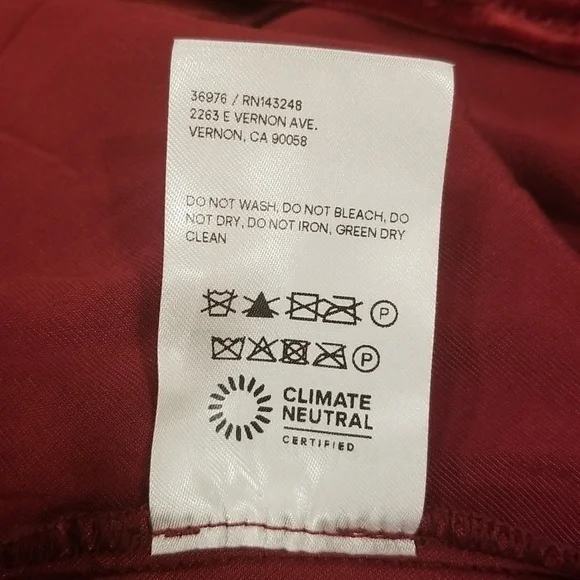 36976 / RN143248
2263 E VERNON AVE.
VERNON, CA 90058
DO NOT WASH, DO NOT BLEACH, DO
NOT DRY, DO NOT IRON, GREEN DRY
CLEAN
P
P
CLIMATE
NEUTRAL
CERTIFIED